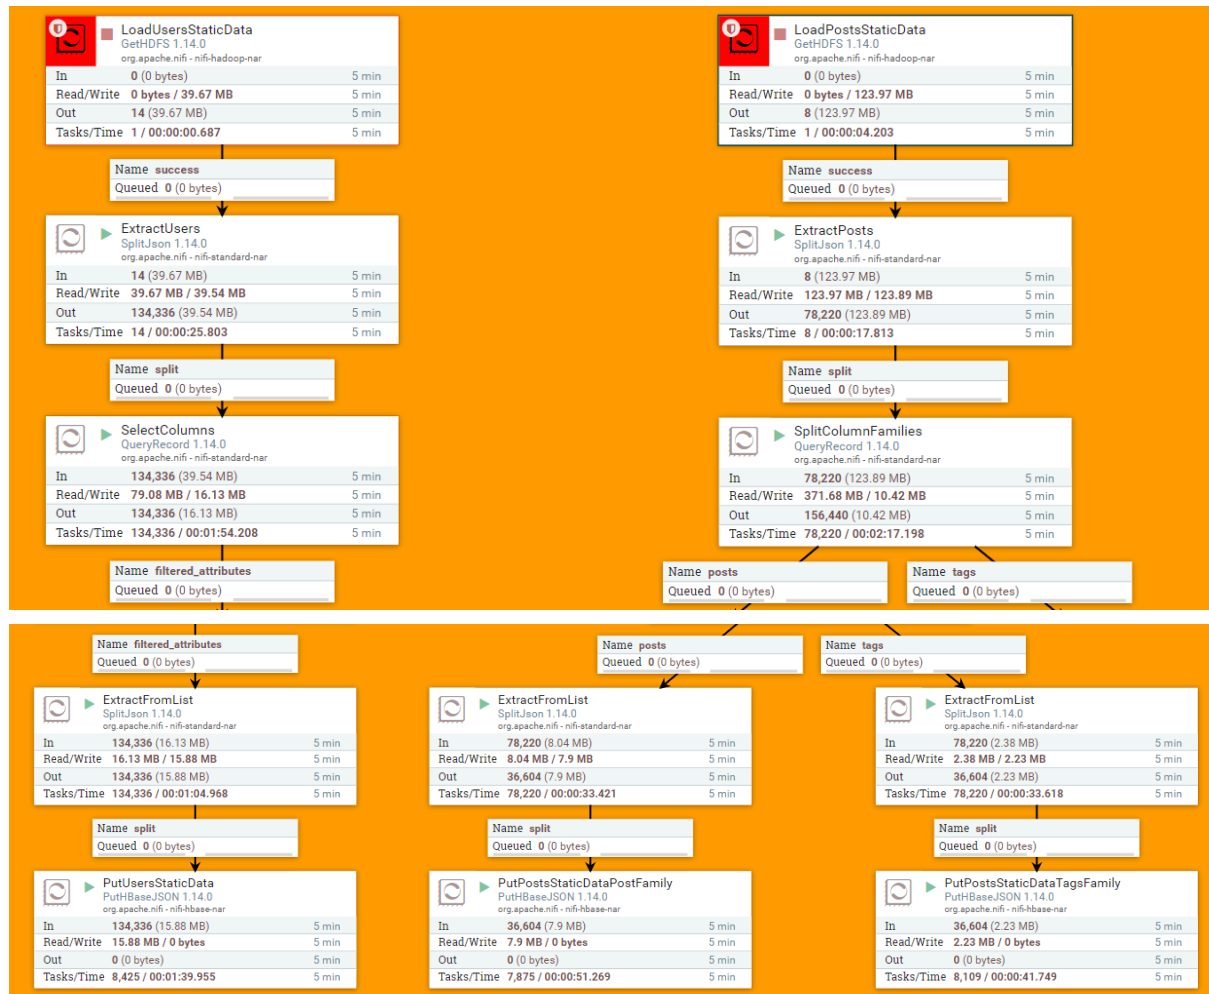 LoadUsersStaticData
GetHDFS 1.14.0
org.apache.nifi - nifi-hadoop-nar
In 0 (0 bytes) 5 min
Read/Write 0 bytes / 39.67 MB 5 min
Out 14 (39.67 MB) 5 min
Tasks/Time 1 / 00:00:00.687 5 min
Name success
Queued 0 (0 bytes)
ExtractUsers
SplitJson 1.14.0
org.apache.nifi - nifi-standard-nar
In 14 (39.67 MB) 5 min
Read/Write 39.67 MB / 39.54 MB 5 min
Out 134,336 (39.54 MB) 5 min
Tasks/Time 14 / 00:00:25.803 5 min
Name split
Queued 0 (0 bytes)
SelectColumns
QueryRecord 1.14.0
org.apache.nifi - nifi-standard-nar
In 134,336 (39.54 MB) 5 min
Read/Write 79.08 MB / 16.13 MB 5 min
Out 134,336 (16.13 MB) 5 min
Tasks/Time 134,336 / 00:01:54.208 5 min
Name filtered_attributes
Queued 0 (0 bytes)
LoadPostsStaticData
GetHDFS 1.14.0
org.apache.nifi - nifi-hadoop-nar
In 0 (0 bytes) 5 min
Read/Write 0 bytes / 123.97 MB 5 min
Out 8 (123.97 MB) 5 min
Tasks/Time 1 / 00:00:04.203 5 min
Name success
Queued 0 (0 bytes)
ExtractPosts
SplitJson 1.14.0
org.apache.nifi - nifi-standard-nar
In 8 (123.97 MB) 5 min
Read/Write 123.97 MB / 123.89 MB 5 min
Out 78,220 (123.89 MB) 5 min
Tasks/Time 8 / 00:00:17.813 5 min
Name split
Queued 0 (0 bytes)
SplitColumnFamilies
QueryRecord 1.14.0
org.apache.nifi - nifi-standard-nar
In 78,220 (123.89 MB) 5 min
Read/Write 371.68 MB / 10.42 MB 5 min
Out 156,440 (10.42 MB) 5 min
Tasks/Time 78,220 / 00:02:17.198 5 min
Name posts
Queued 0 (0 bytes)
Name tags
Queued 0 (0 bytes)
Name filtered_attributes
Queued 0 (0 bytes)
ExtractFromList
SplitJson 1.14.0
org.apache.nifi - nifi-standard-nar
In 134,336 (16.13 MB) 5 min
Read/Write 16.13 MB / 15.88 MB 5 min
Out 134,336 (15.88 MB) 5 min
Tasks/Time 134,336 / 00:01:04.968 5 min
Name split
Queued 0 (0 bytes)
PutUsersStaticData
PutHBaseJSON 1.14.0
org.apache.nifi - nifi-hbase-nar
In 134,336 (15.88 MB) 5 min
Read/Write 15.88 MB / 0 bytes 5 min
Out 0 (0 bytes) 5 min
Tasks/Time 8,425 / 00:01:39.955 5 min
Name posts
Queued 0 (0 bytes)
ExtractFromList
SplitJson 1.14.0
org.apache.nifi - nifi-standard-nar
In 78,220 (8.04 MB) 5 min
Read/Write 8.04 MB / 7.9 MB 5 min
Out 36,604 (7.9 MB) 5 min
Tasks/Time 78,220 / 00:00:33.421 5 min
Name split
Queued 0 (0 bytes)
PutPostsStaticDataPostFamily
PutHBaseJSON 1.14.0
org.apache.nifi - nifi-hbase-nar
In 36,604 (7.9 MB) 5 min
Read/Write 7.9 MB / 0 bytes 5 min
Out 0 (0 bytes) 5 min
Tasks/Time 7,875 / 00:00:51.269 5 min
Name tags
Queued 0 (0 bytes)
ExtractFromList
SplitJson 1.14.0
org.apache.nifi - nifi-standard-nar
In 78,220 (2.38 MB) 5 min
Read/Write 2.38 MB / 2.23 MB 5 min
Out 36,604 (2.23 MB) 5 min
Tasks/Time 78,220 / 00:00:33.618 5 min
Name split
Queued 0 (0 bytes)
PutPostsStaticDataTagsFamily
PutHBaseJSON 1.14.0
org.apache.nifi - nifi-hbase-nar
In 36,604 (2.23 MB) 5 min
Read/Write 2.23 MB / 0 bytes 5 min
Out 0 (0 bytes) 5 min
Tasks/Time 8,109 / 00:00:41.749 5 min